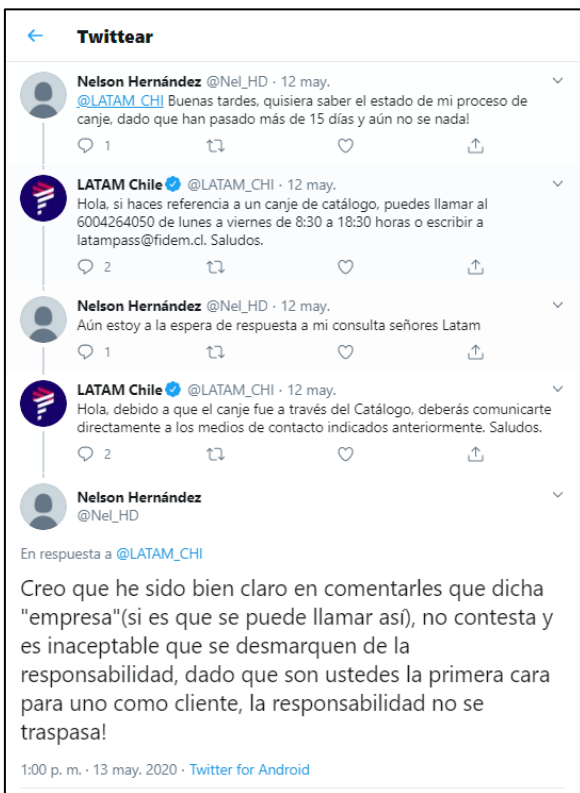 Twittear
Nelson Hernández @Nel_HD · 12 may.
@LATAM_CHI Buenas tardes, quisiera saber el estado de mi proceso de
canje, dado que han pasado más de 15 días y aún no se nada!
1
LATAM Chile @LATAM_CHI · 12 may.
Hola, si haces referencia a un canje de catálogo, puedes llamar al
6004264050 de lunes a viernes de 8:30 a 18:30 horas o escribir a
latampass@fidem.cl. Saludos.
2
Nelson Hernández @Nel_HD · 12 may.
Aún estoy a la espera de respuesta a mi consulta señores Latam
1
LATAM Chile @LATAM_CHI · 12 may.
Hola, debido a que el canje fue a través del Catálogo, deberás comunicarte
directamente a los medios de contacto indicados anteriormente. Saludos.
2
Nelson Hernández
@Nel_HD
En respuesta a @LATAM_CHI
Creo que he sido bien claro en comentarles que dicha
"empresa"(si es que se puede llamar así), no contesta y
es inaceptable que se desmarquen de la
responsabilidad, dado que son ustedes la primera cara
para uno como cliente, la responsabilidad no se
traspasa!
1:00 p. m. · 13 may. 2020 · Twitter for Android